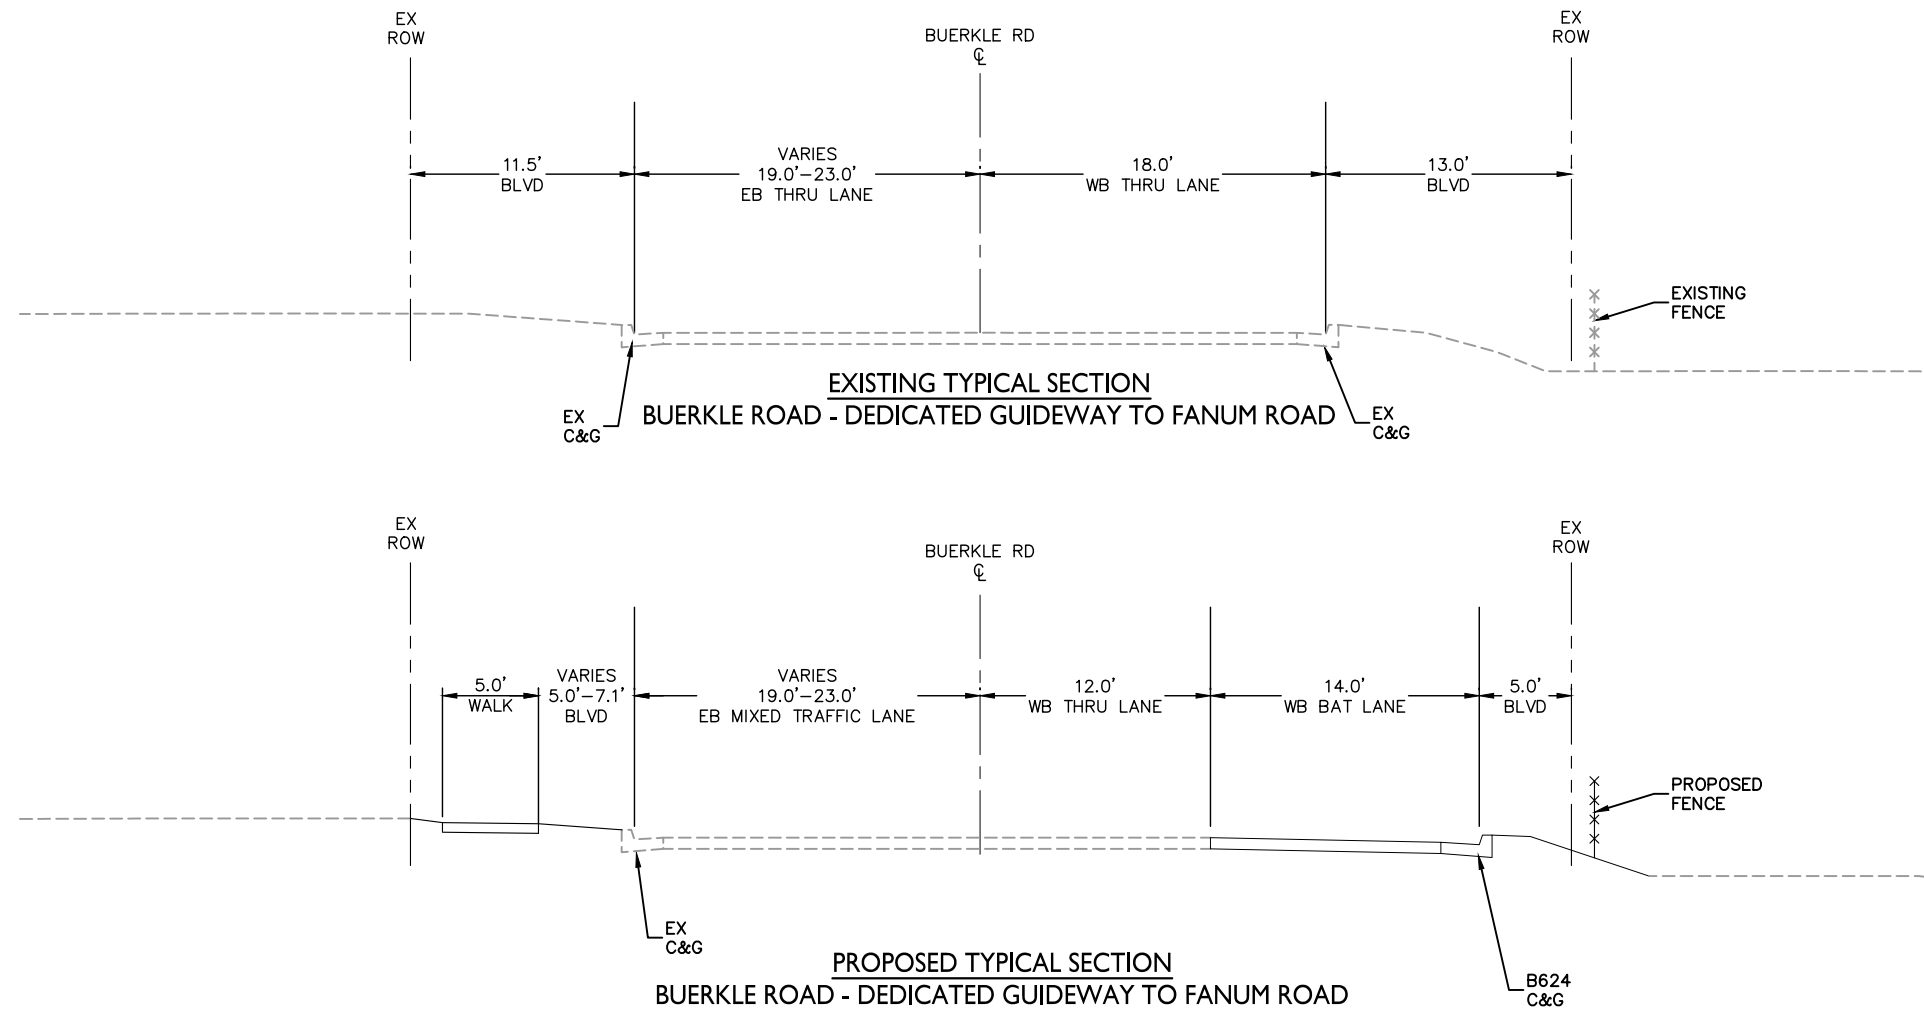 EX
ROW
BUERKLE RD
℄
EX
ROW
11.5'
BLVD
VARIES
19.0'-23.0'
EB THRU LANE
18.0'
WB THRU LANE
13.0'
BLVD
EXISTING
FENCE
EX
C&G
EX
C&G
EXISTING TYPICAL SECTION
BUERKLE ROAD - DEDICATED GUIDEWAY TO FANUM ROAD
EX
ROW
BUERKLE RD
℄
EX
ROW
5.0'
WALK
VARIES
5.0'-7.1'
BLVD
VARIES
19.0'-23.0'
EB MIXED TRAFFIC LANE
12.0'
WB THRU LANE
14.0'
WB BAT LANE
5.0'
BLVD
PROPOSED
FENCE
EX
C&G
B624
C&G
PROPOSED TYPICAL SECTION
BUERKLE ROAD - DEDICATED GUIDEWAY TO FANUM ROAD